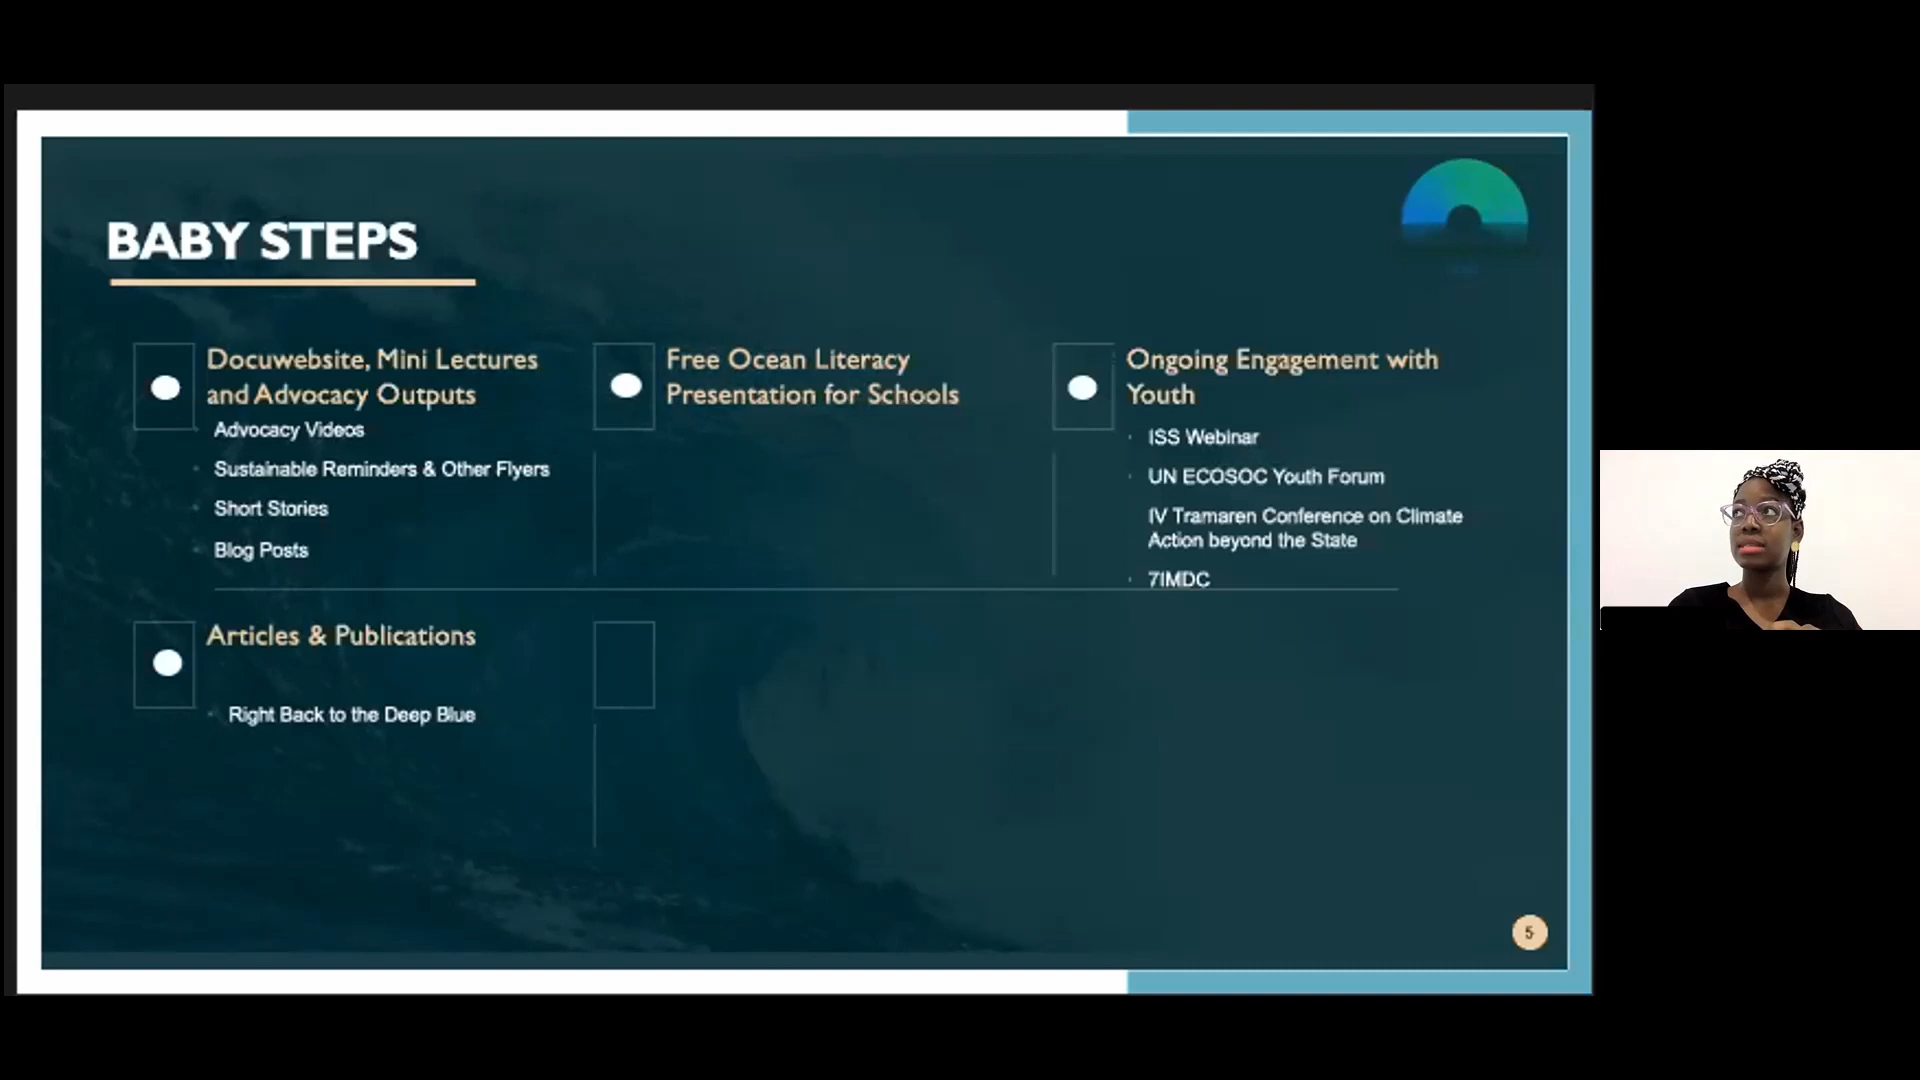 BABY STEPS
Docuwebsite, Mini Lectures
and Advocacy Outputs
Advocacy Videos
Sustainable Reminders & Other Flyers
Short Stories
Blog Posts
Free Ocean Literacy
Presentation for Schools
Ongoing Engagement with
Youth
ISS Webinar
UN ECOSOC Youth Forum
IV Tramaren Conference on Climate
Action beyond the State
7IMDC
Articles & Publications
Right Back to the Deep Blue
5